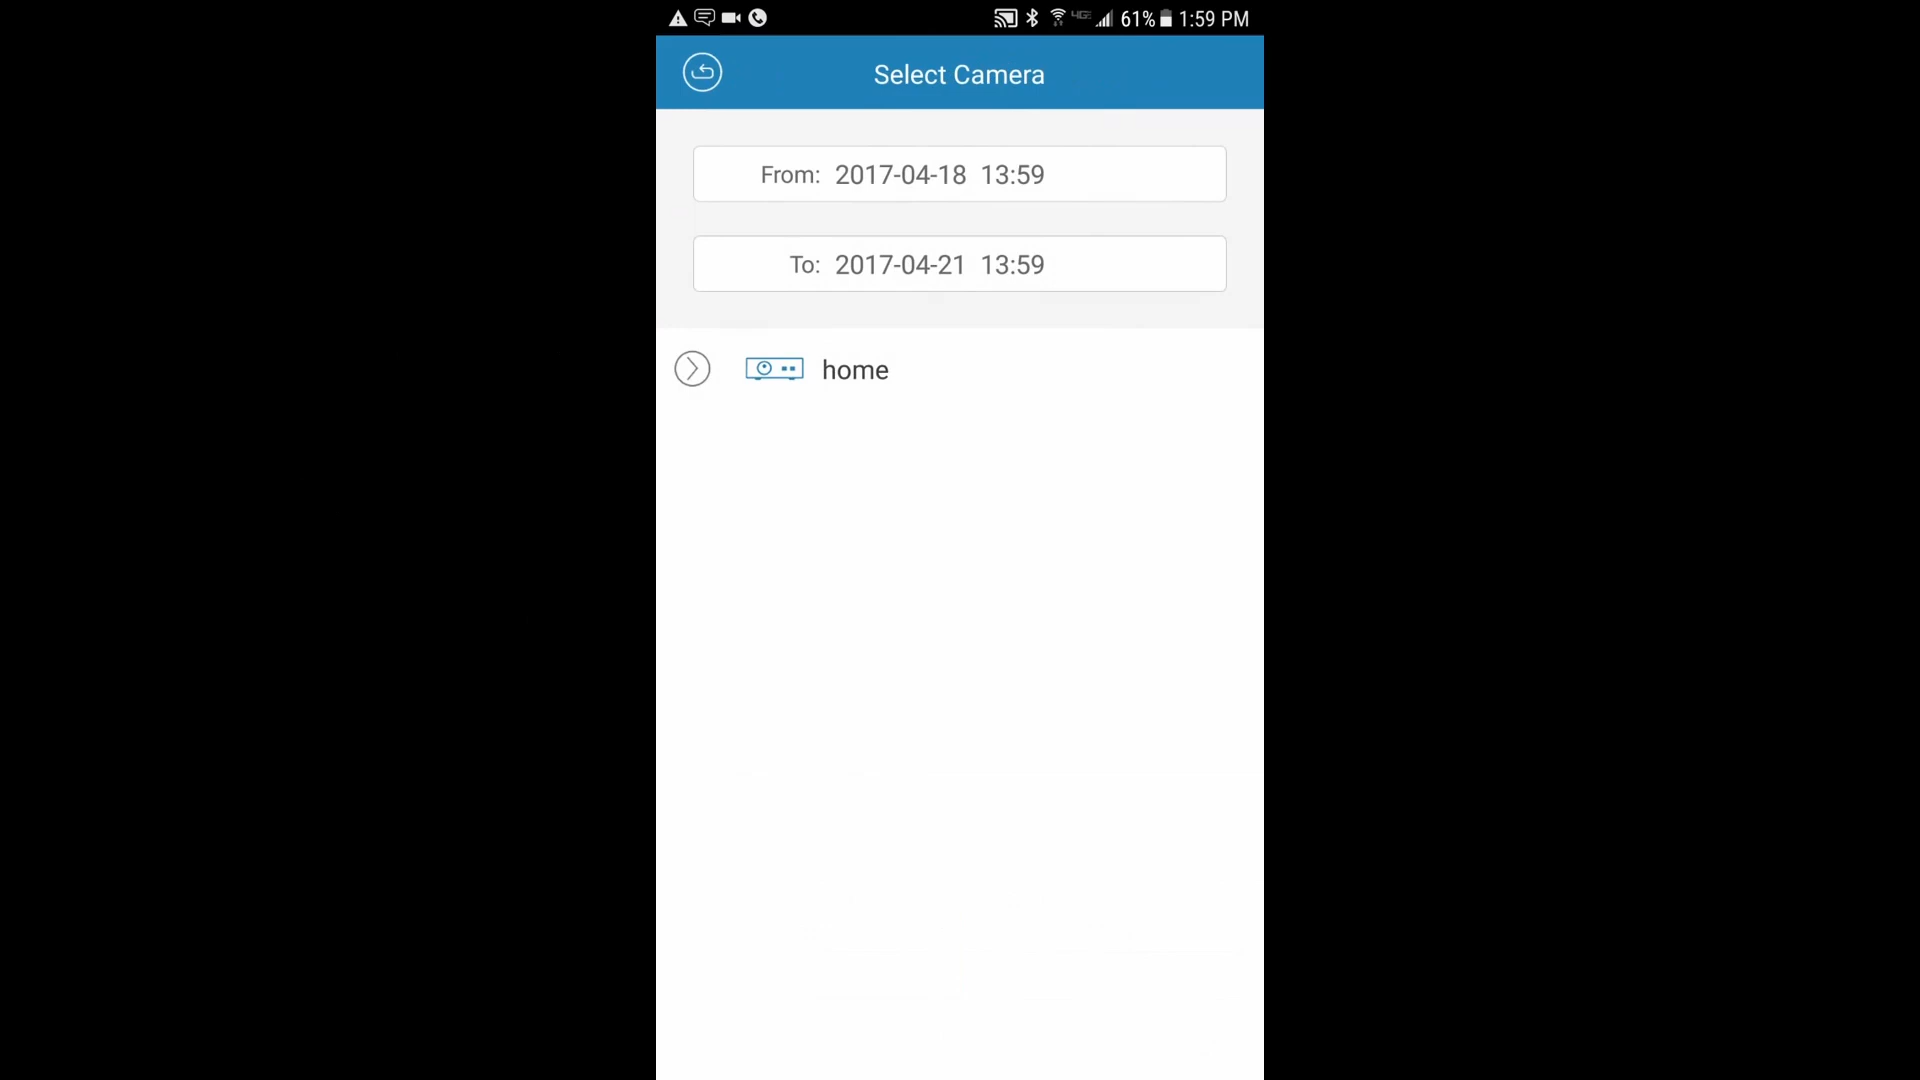 4G 61% 1:59 PM
Select Camera
From: 2017-04-18 13:59
To: 2017-04-21 13:59
home